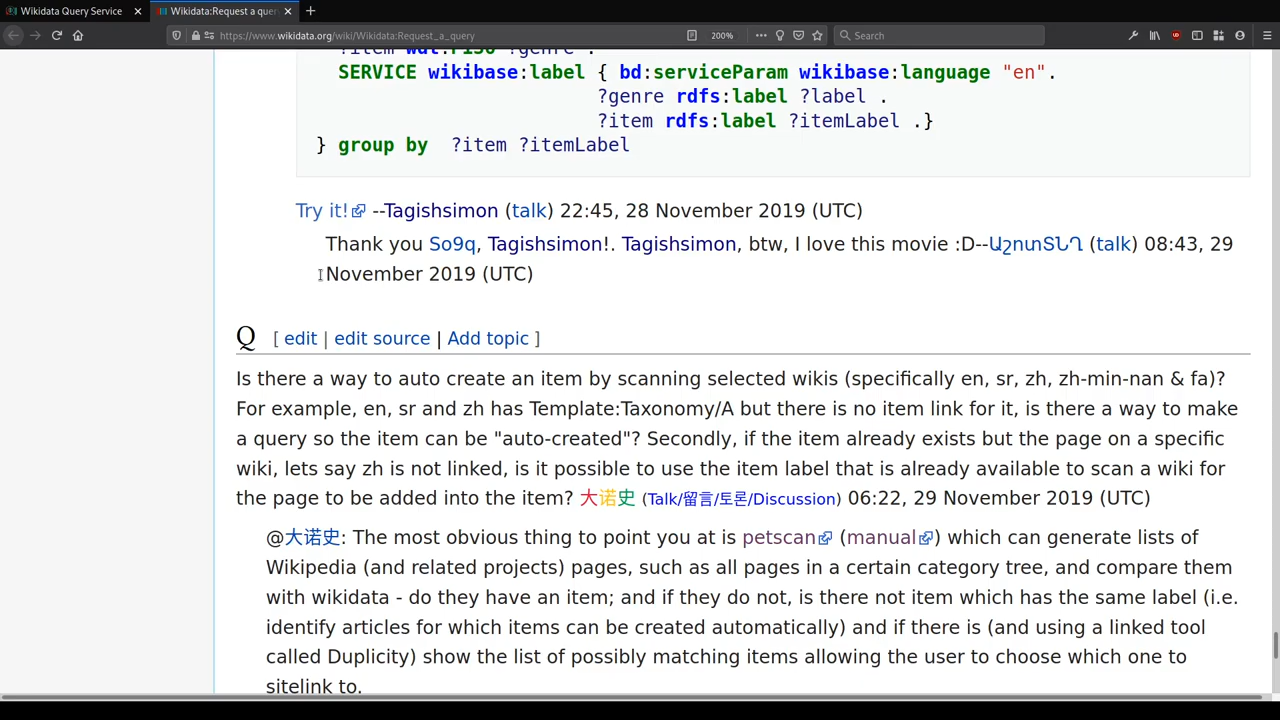 Wikidata Query Service
Wikidata:Request a quer
https://www.wikidata.org/wiki/Wikidata:Request_a_query
200%
Search
?item wdt:P136 ?genre .
SERVICE wikibase:label { bd:serviceParam wikibase:language "en".
?genre rdfs:label ?label .
?item rdfs:label ?itemLabel .}
} group by ?item ?itemLabel
Try it! --Tagishsimon (talk) 22:45, 28 November 2019 (UTC)
Thank you So9q, Tagishsimon!. Tagishsimon, btw, I love this movie :D--ԱշոտՏՆՂ (talk) 08:43, 29
November 2019 (UTC)
Q [ edit | edit source | Add topic ]
Is there a way to auto create an item by scanning selected wikis (specifically en, sr, zh, zh-min-nan & fa)?
For example, en, sr and zh has Template:Taxonomy/A but there is no item link for it, is there a way to make
a query so the item can be "auto-created"? Secondly, if the item already exists but the page on a specific
wiki, lets say zh is not linked, is it possible to use the item label that is already available to scan a wiki for
the page to be added into the item? 大诺史 (Talk/留言/토론/Discussion) 06:22, 29 November 2019 (UTC)
@大诺史: The most obvious thing to point you at is petscan (manual) which can generate lists of
Wikipedia (and related projects) pages, such as all pages in a certain category tree, and compare them
with wikidata - do they have an item; and if they do not, is there not item which has the same label (i.e.
identify articles for which items can be created automatically) and if there is (and using a linked tool
called Duplicity) show the list of possibly matching items allowing the user to choose which one to
sitelink to.